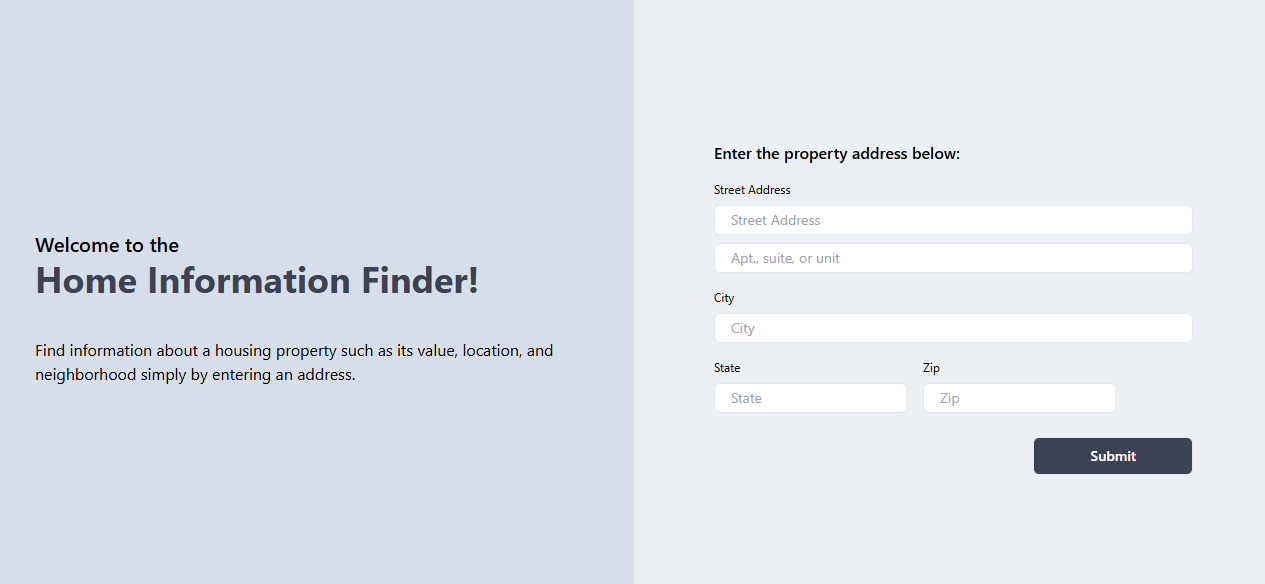 Welcome to the
Home Information Finder!
Find information about a housing property such as its value, location, and
neighborhood simply by entering an address.
Enter the property address below:
Street Address
Street Address
Apt., suite, or unit
City
City
State
Zip
State
Zip
Submit